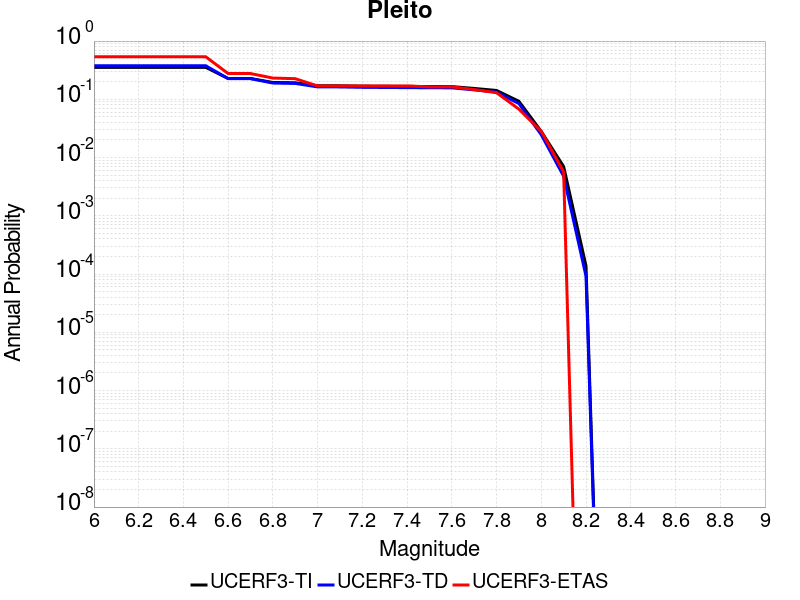 Pleito
10^0
10^-1
10^-2
10^-3
10^-4
10^-5
10^-6
10^-7
10^-8
Annual Probability
6 6.2 6.4 6.6 6.8 7 7.2 7.4 7.6 7.8 8 8.2 8.4 8.6 8.8 9
Magnitude
UCERF3-TI UCERF3-TD UCERF3-ETAS